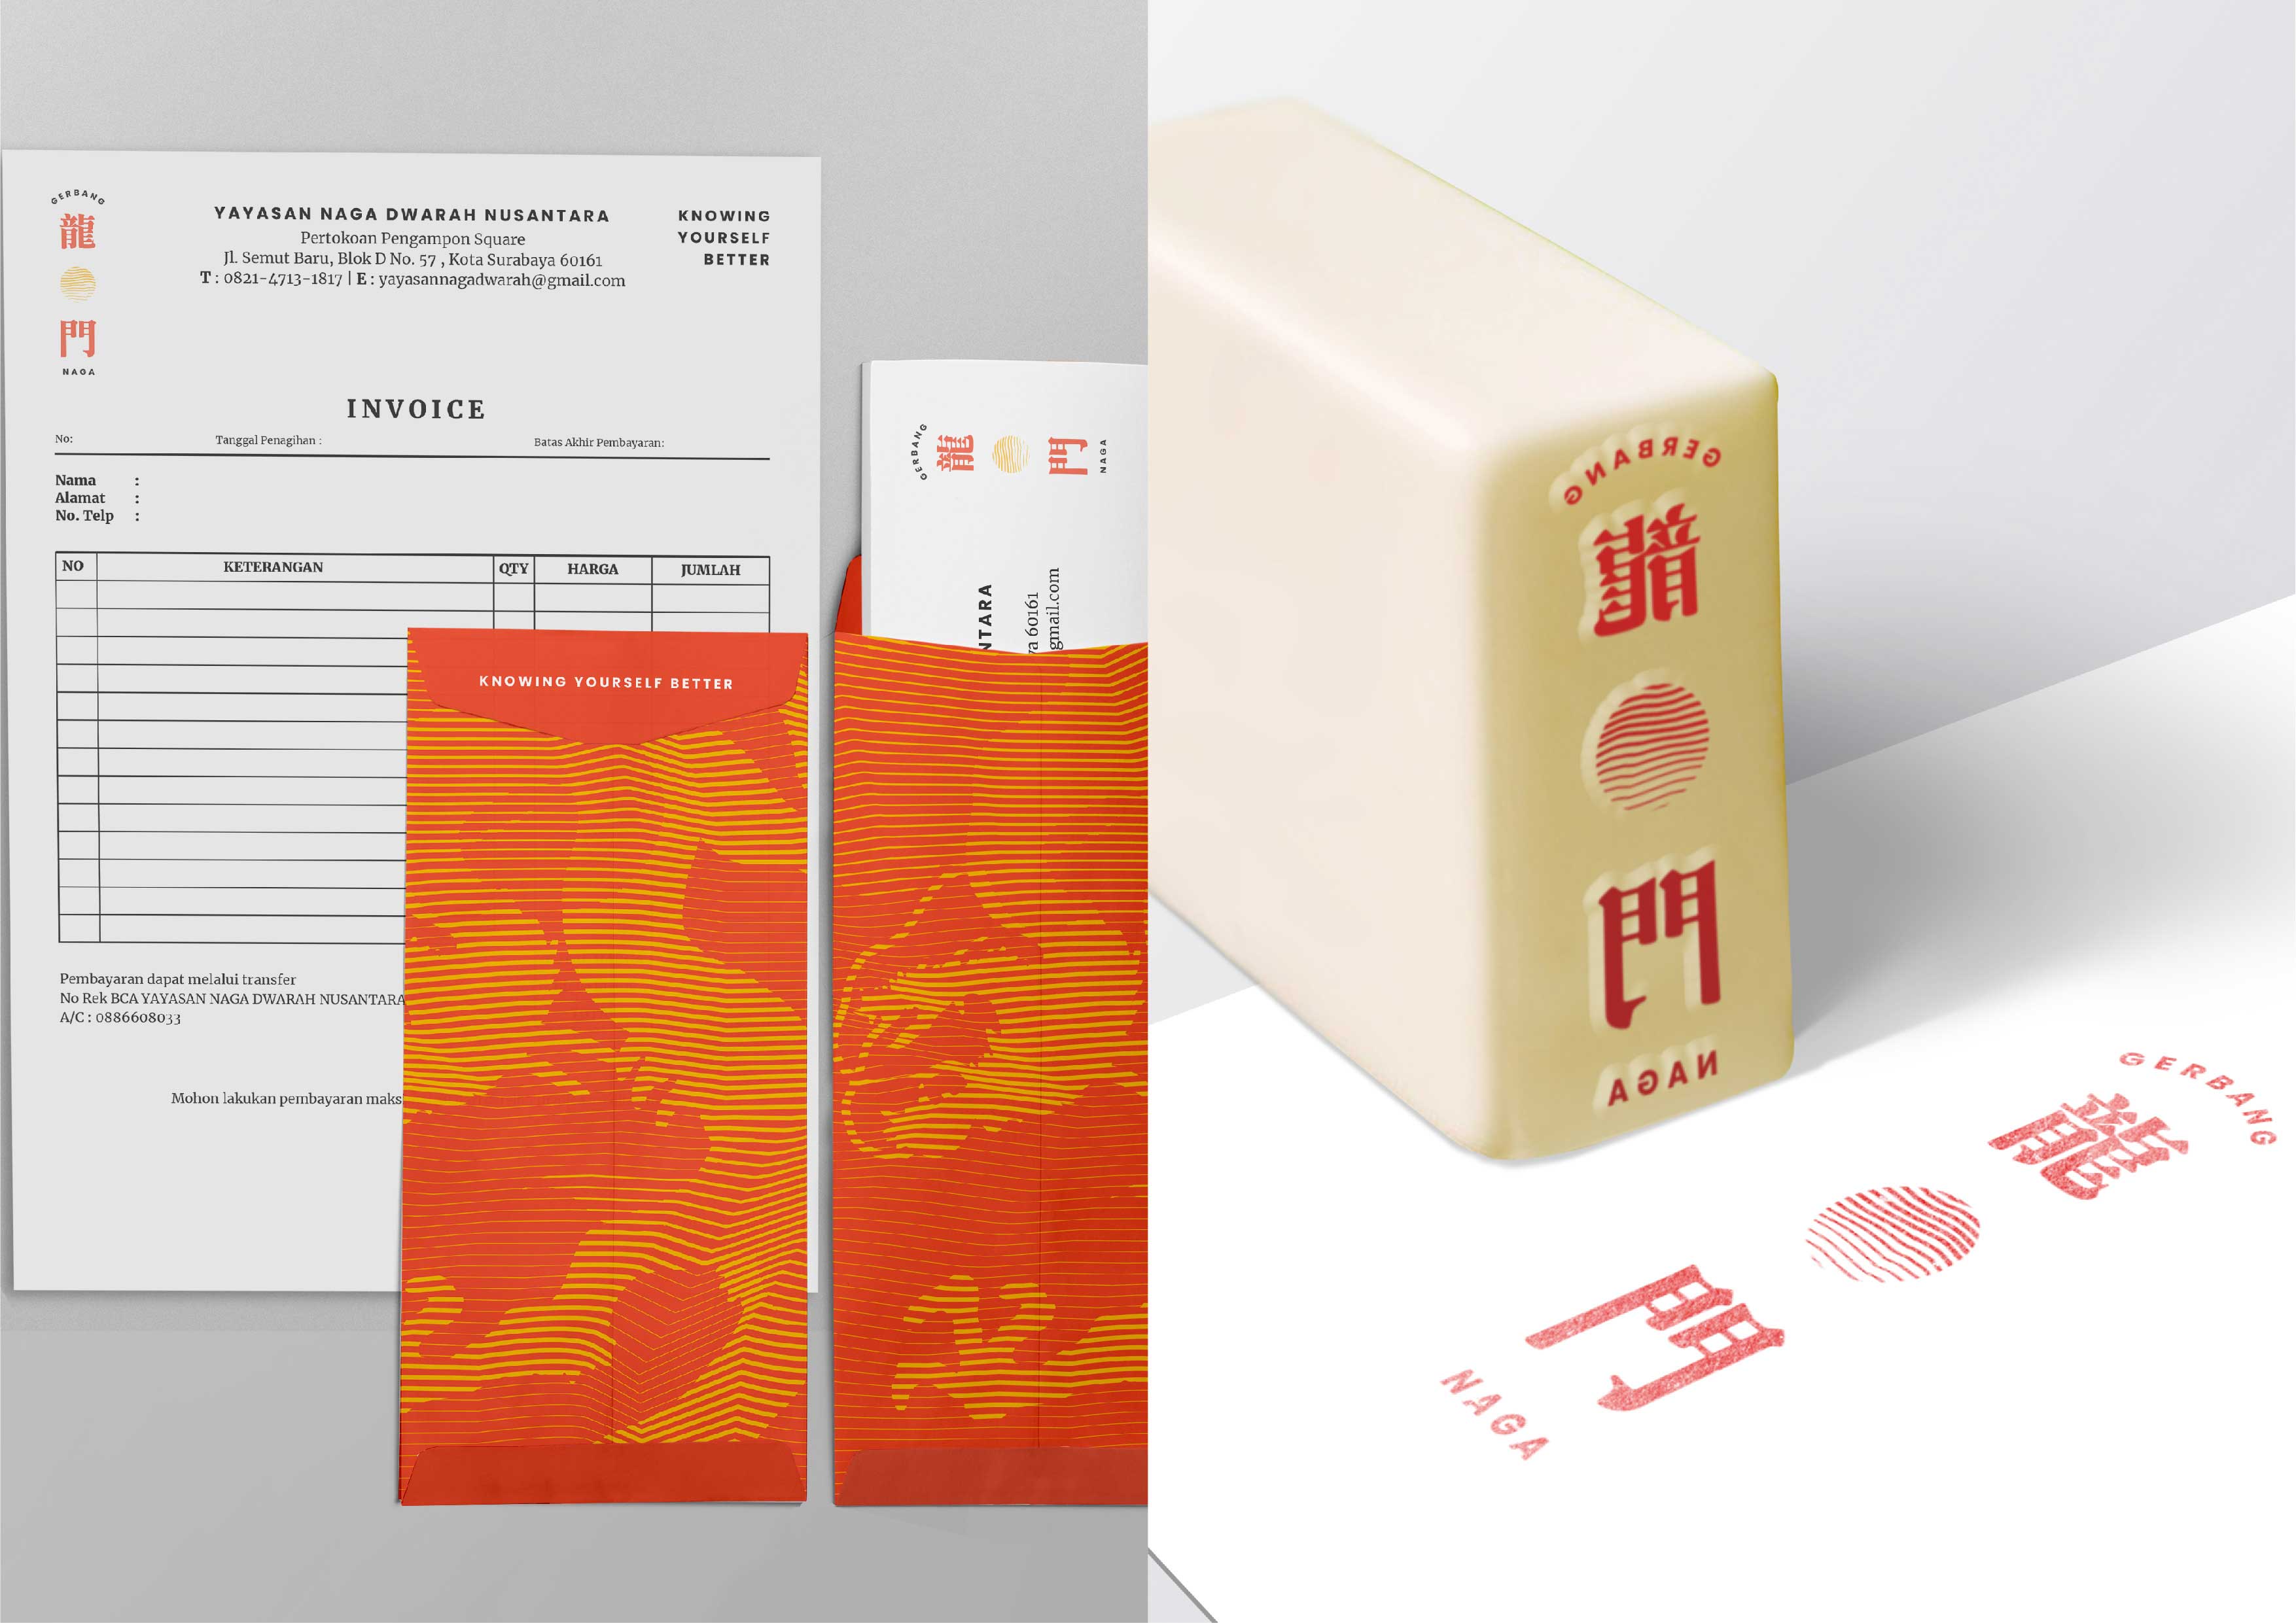 GERBANG
龍
門
NAGA
YAYASAN NAGA DWARAH NUSANTARA
Pertokoan Pengampon Square
Jl. Semut Baru, Blok D No. 57 , Kota Surabaya 60161
T : 0821-4713-1817 | E : yayasannagadwarah@gmail.com
KNOWING
YOURSELF
BETTER
INVOICE
No: Tanggal Penagihan : Batas Akhir Pembayaran:
Nama :
Alamat :
No. Telp :
NO KETERANGAN QTY HARGA JUMLAH
Pembayaran dapat melalui transfer
No Rek BCA YAYASAN NAGA DWARAH NUSANTARA
A/C : 0886608033
Mohon lakukan pembayaran maks
KNOWING YOURSELF BETTER
GERBANG
龍
門
NAGA
NTARA
ya 60161
gmail.com
GERBANG
龍
門
NAGA
GERBANG
龍
門
NAGA